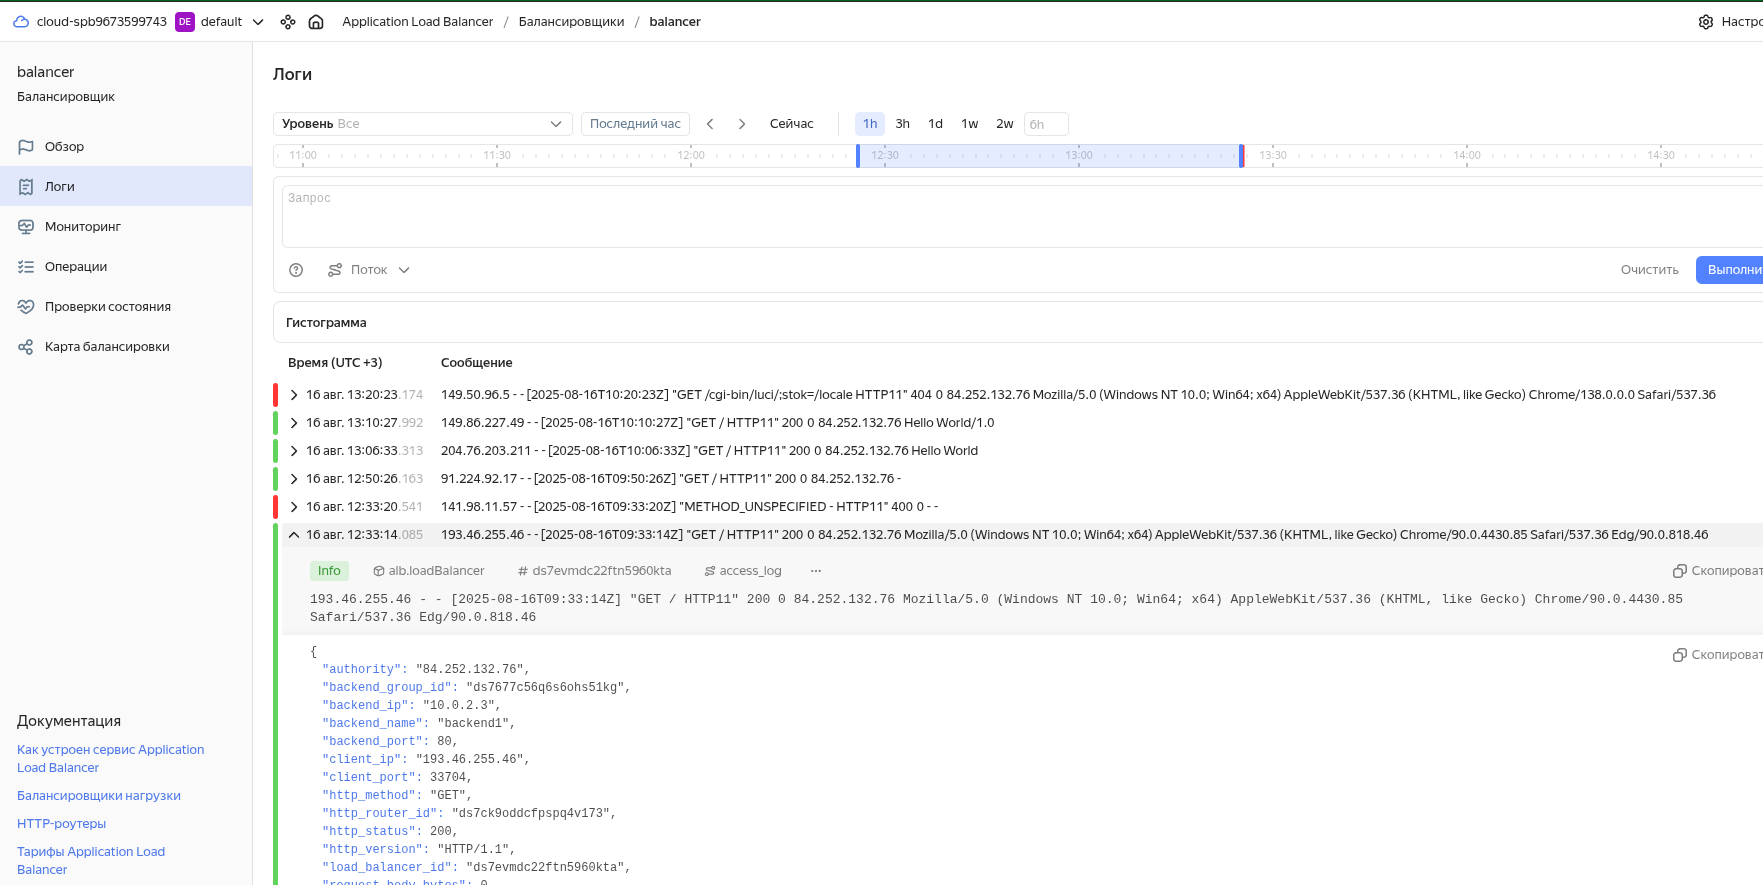 cloud-spb9673599743 DE default Application Load Balancer / Балансировщики / balancer
balancer
Балансировщик
Обзор
Логи
Мониторинг
Операции
Проверки состояния
Карта балансировки
Документация
Как устроен сервис Application
Load Balancer
Балансировщики нагрузки
HTTP-роутеры
Тарифы Application Load
Balancer
Логи
Уровень Все Последний час Сейчас 1h 3h 1d 1w 2w 6h
11:00 11:30 12:00 12:30 13:00 13:30 14:00 14:30
Запрос
Поток Очистить
Гистограмма
Время (UTC +3) Сообщение
16 авг. 13:20:23.174 149.50.96.5 - - [2025-08-16T10:20:23Z] "GET /cgi-bin/luci/;stok=/locale HTTP11" 404 0 84.252.132.76 Mozilla/5.0 (Windows NT 10.0; Win64; x64) AppleWebKit/537.36 (KHTML, like Gecko) Chrome/138.0.0.0 Safari/537.36
16 авг. 13:10:27.992 149.86.227.49 - - [2025-08-16T10:10:27Z] "GET / HTTP11" 200 0 84.252.132.76 Hello World/1.0
16 авг. 13:06:33.313 204.76.203.211 - - [2025-08-16T10:06:33Z] "GET / HTTP11" 200 0 84.252.132.76 Hello World
16 авг. 12:50:26.163 91.224.92.17 - - [2025-08-16T09:50:26Z] "GET / HTTP11" 200 0 84.252.132.76 -
16 авг. 12:33:20.541 141.98.11.57 - - [2025-08-16T09:33:20Z] "METHOD_UNSPECIFIED - HTTP11" 400 0 - -
16 авг. 12:33:14.085 193.46.255.46 - - [2025-08-16T09:33:14Z] "GET / HTTP11" 200 0 84.252.132.76 Mozilla/5.0 (Windows NT 10.0; Win64; x64) AppleWebKit/537.36 (KHTML, like Gecko) Chrome/90.0.4430.85 Safari/537.36 Edg/90.0.818.46
Info alb.loadBalancer # ds7evmdc22ftn5960kta access_log ···
193.46.255.46 - - [2025-08-16T09:33:14Z] "GET / HTTP11" 200 0 84.252.132.76 Mozilla/5.0 (Windows NT 10.0; Win64; x64) AppleWebKit/537.36 (KHTML, like Gecko) Chrome/90.0.4430.85
Safari/537.36 Edg/90.0.818.46
{
"authority": "84.252.132.76",
"backend_group_id": "ds7677c56q6s6ohs51kg",
"backend_ip": "10.0.2.3",
"backend_name": "backend1",
"backend_port": 80,
"client_ip": "193.46.255.46",
"client_port": 33704,
"http_method": "GET",
"http_router_id": "ds7ck9oddcfpspq4v173",
"http_status": 200,
"http_version": "HTTP/1.1",
"load_balancer_id": "ds7evmdc22ftn5960kta",
"request_body_bytes": 0